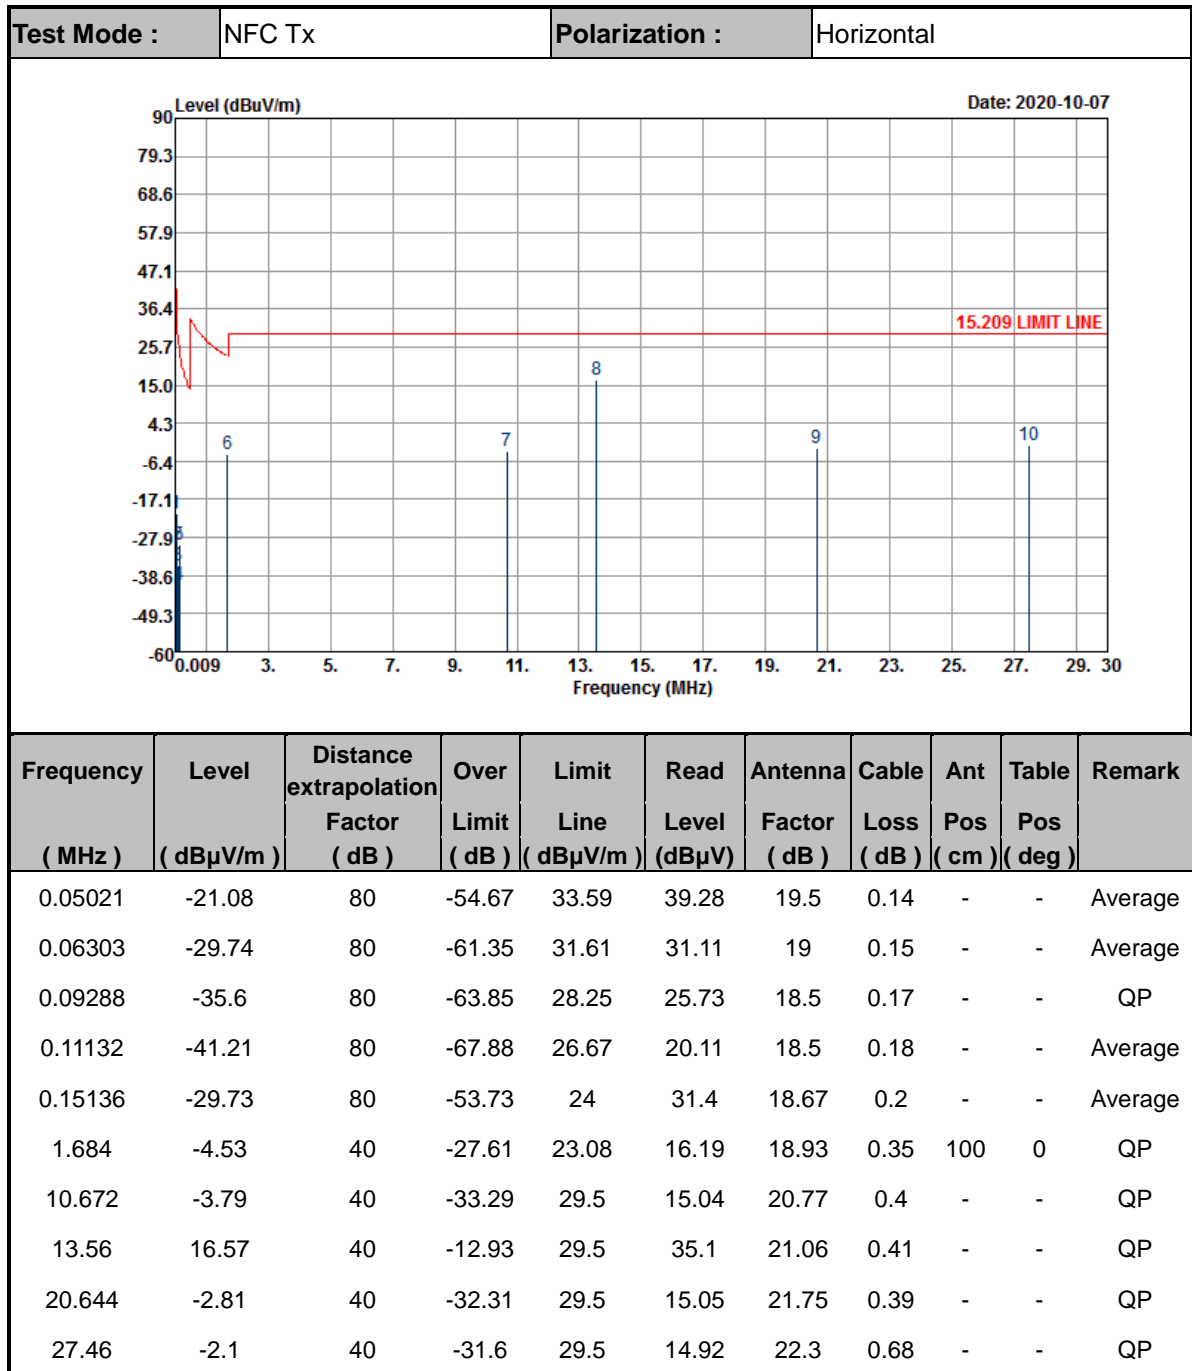 Test Mode : NFC Tx Polarization : Horizontal
Level (dBuV/m) Date: 2020-10-07
90
79.3
68.6
57.9
47.1
36.4
15.209 LIMIT LINE
25.7
8
15.0
4.3
6 7 9 10
-6.4
-17.1
-27.9
-38.6
-49.3
-60
0.009 3. 5. 7. 9. 11. 13. 15. 17. 19. 21. 23. 25. 27. 29. 30
Frequency (MHz)
Frequency Level Distance extrapolation Over Limit Read Antenna Cable Ant Table Remark
Factor Limit Line Level Factor Loss Pos Pos
( MHz ) ( dBµV/m ) ( dB ) ( dB ) ( dBµV/m ) (dBµV) ( dB ) ( dB ) ( cm ) ( deg )
0.05021 -21.08 80 -54.67 33.59 39.28 19.5 0.14 - - Average
0.06303 -29.74 80 -61.35 31.61 31.11 19 0.15 - - Average
0.09288 -35.6 80 -63.85 28.25 25.73 18.5 0.17 - - QP
0.11132 -41.21 80 -67.88 26.67 20.11 18.5 0.18 - - Average
0.15136 -29.73 80 -53.73 24 31.4 18.67 0.2 - - Average
1.684 -4.53 40 -27.61 23.08 16.19 18.93 0.35 100 0 QP
10.672 -3.79 40 -33.29 29.5 15.04 20.77 0.4 - - QP
13.56 16.57 40 -12.93 29.5 35.1 21.06 0.41 - - QP
20.644 -2.81 40 -32.31 29.5 15.05 21.75 0.39 - - QP
27.46 -2.1 40 -31.6 29.5 14.92 22.3 0.68 - - QP